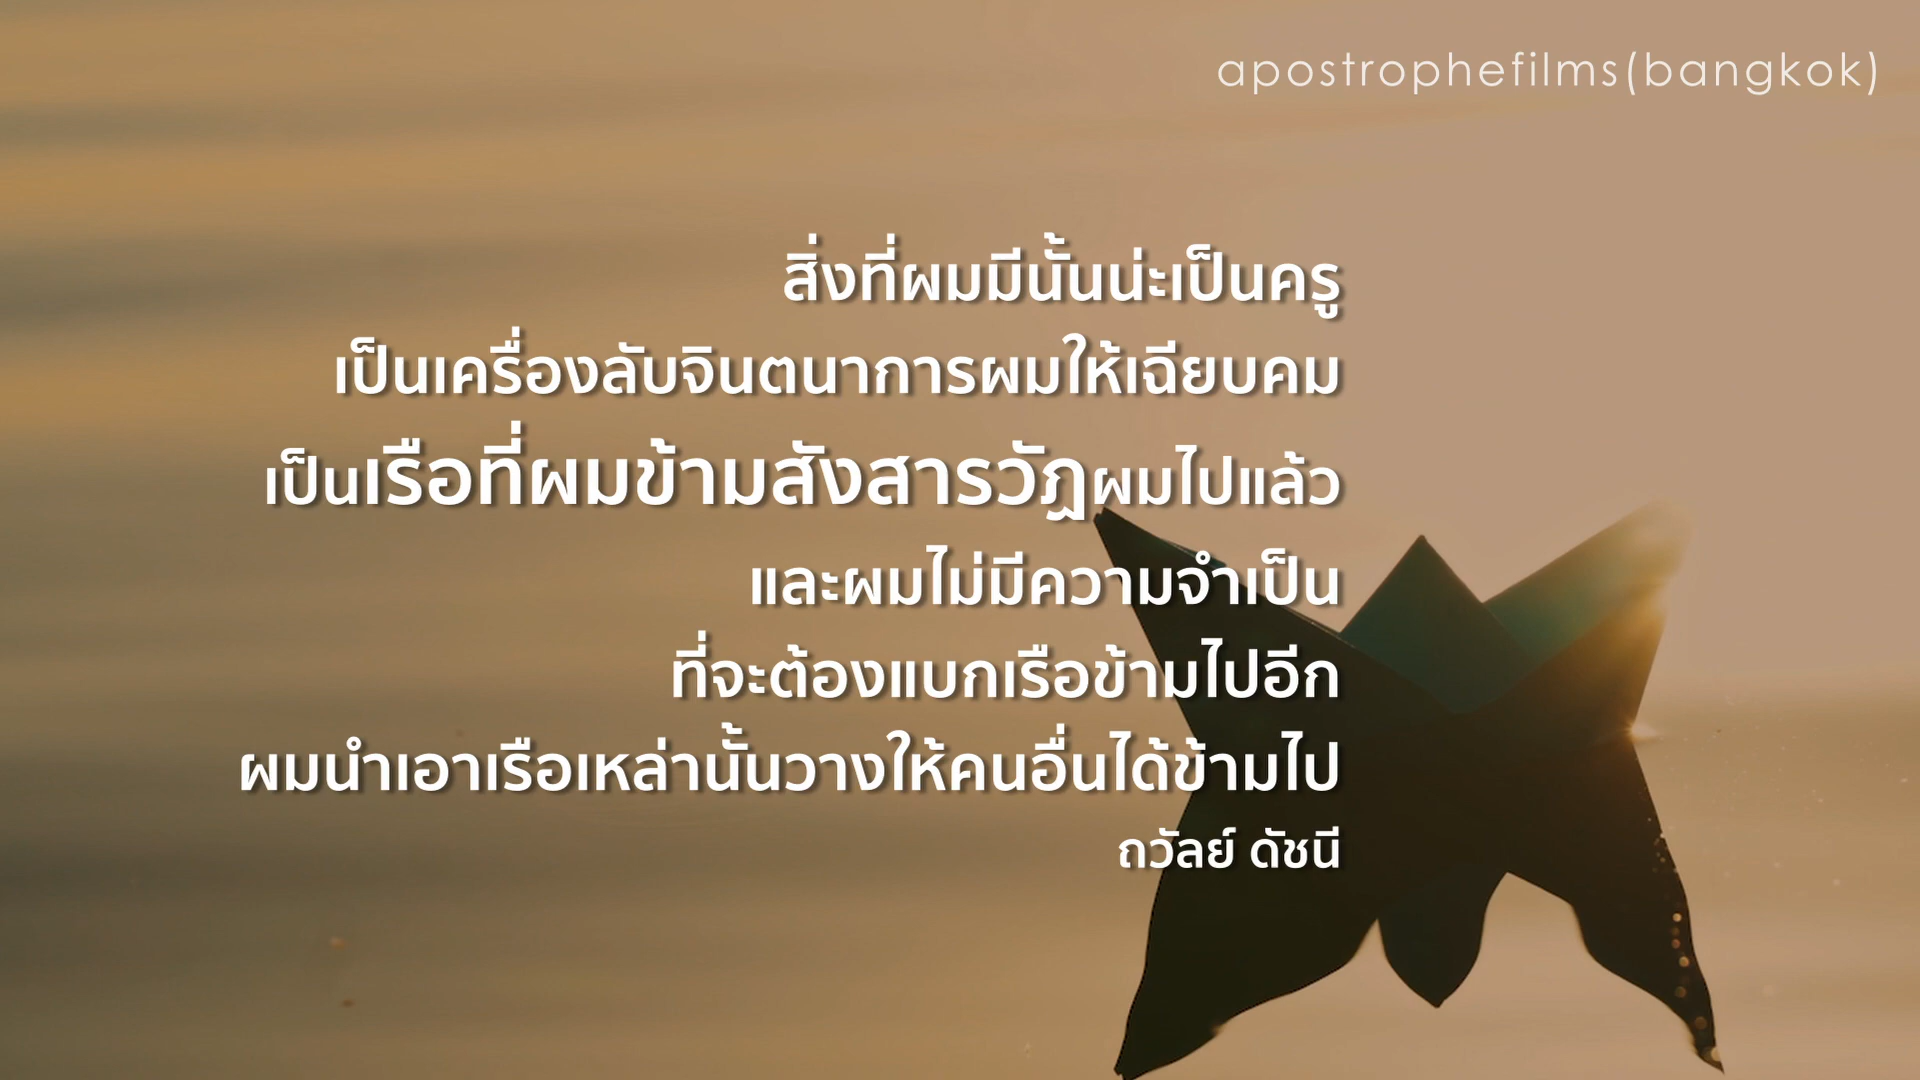 apostrophefilms(bangkok)
สิ่งที่ผมมีนั้นน่ะเป็นครู
เป็นเครื่องลับจินตนาการผมให้เฉียบคม
เป็นเรือที่ผมข้ามสังสารวัฏผมไปแล้ว
และผมไม่มีความจำเป็น
ที่จะต้องแบกเรือข้ามไปอีก
ผมนำเอาเรือเหล่านั้นวางให้คนอื่นได้ข้ามไป
ถวัลย์ ดัชนี